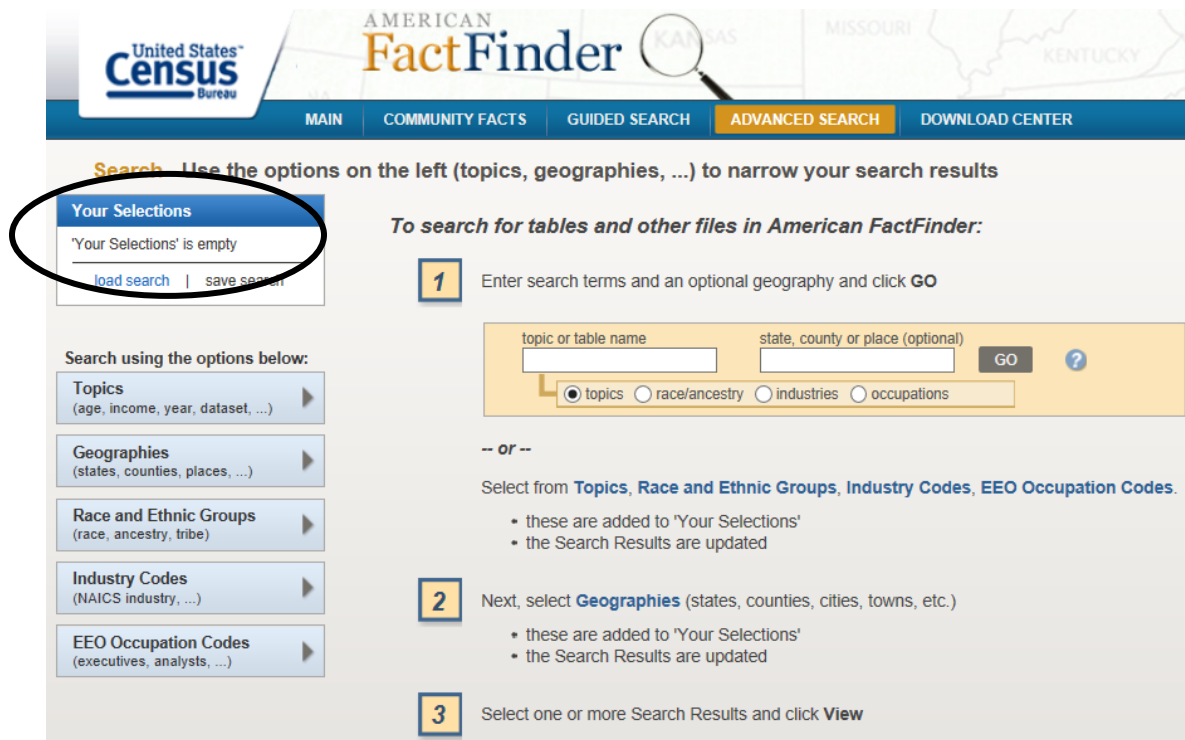 United States™
Census
Bureau
AMERICAN
FactFinder
KANSAS
MISSOURI
KENTUCKY
MAIN
COMMUNITY FACTS
GUIDED SEARCH
ADVANCED SEARCH
DOWNLOAD CENTER
Search - Use the options on the left (topics, geographies, ...) to narrow your search results
Your Selections
'Your Selections' is empty
load search | save search
Search using the options below:
Topics
(age, income, year, dataset, ...)
Geographies
(states, counties, places, ...)
Race and Ethnic Groups
(race, ancestry, tribe)
Industry Codes
(NAICS industry, ...)
EEO Occupation Codes
(executives, analysts, ...)
To search for tables and other files in American FactFinder:
1 Enter search terms and an optional geography and click GO
topic or table name
state, county or place (optional)
GO
?
topics race/ancestry industries occupations
-- or --
Select from Topics, Race and Ethnic Groups, Industry Codes, EEO Occupation Codes.
• these are added to 'Your Selections'
• the Search Results are updated
2 Next, select Geographies (states, counties, cities, towns, etc.)
• these are added to 'Your Selections'
• the Search Results are updated
3 Select one or more Search Results and click View